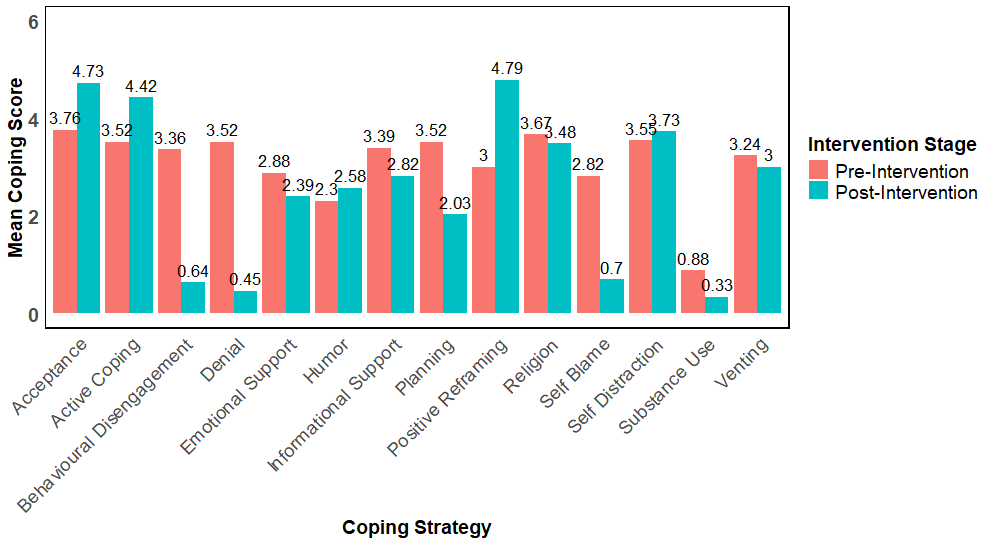 6
4
2
0
Mean Coping Score
3.76
4.73
3.52
4.42
3.36
0.64
3.52
0.45
2.88
2.39
2.3
2.58
3.39
2.82
3.52
2.03
3
4.79
3.67
3.48
2.82
0.7
3.55
3.73
0.88
0.33
3.24
3
Intervention Stage
Pre-Intervention
Post-Intervention
Acceptance
Active Coping
Behavioural Disengagement
Denial
Emotional Support
Humor
Informational Support
Planning
Positive Reframing
Religion
Self Blame
Self Distraction
Substance Use
Venting
Coping Strategy